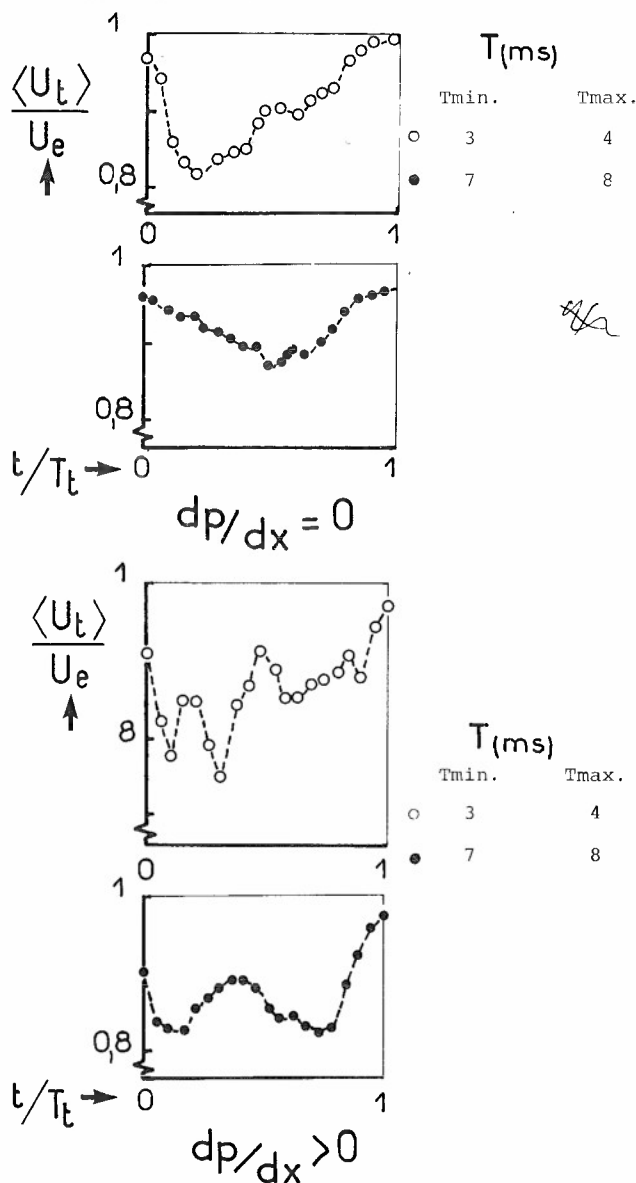 1
⟨Ut⟩
Ue
0,8
0 1
T(ms)
Tmin. Tmax.
3 4
7 8
1
0,8
t/Tt 0 1
dp/dx = 0
1
⟨Ut⟩
Ue
8
0 1
T(ms)
Tmin. Tmax.
3 4
7 8
1
0,8
t/Tt 0 1
dp/dx > 0